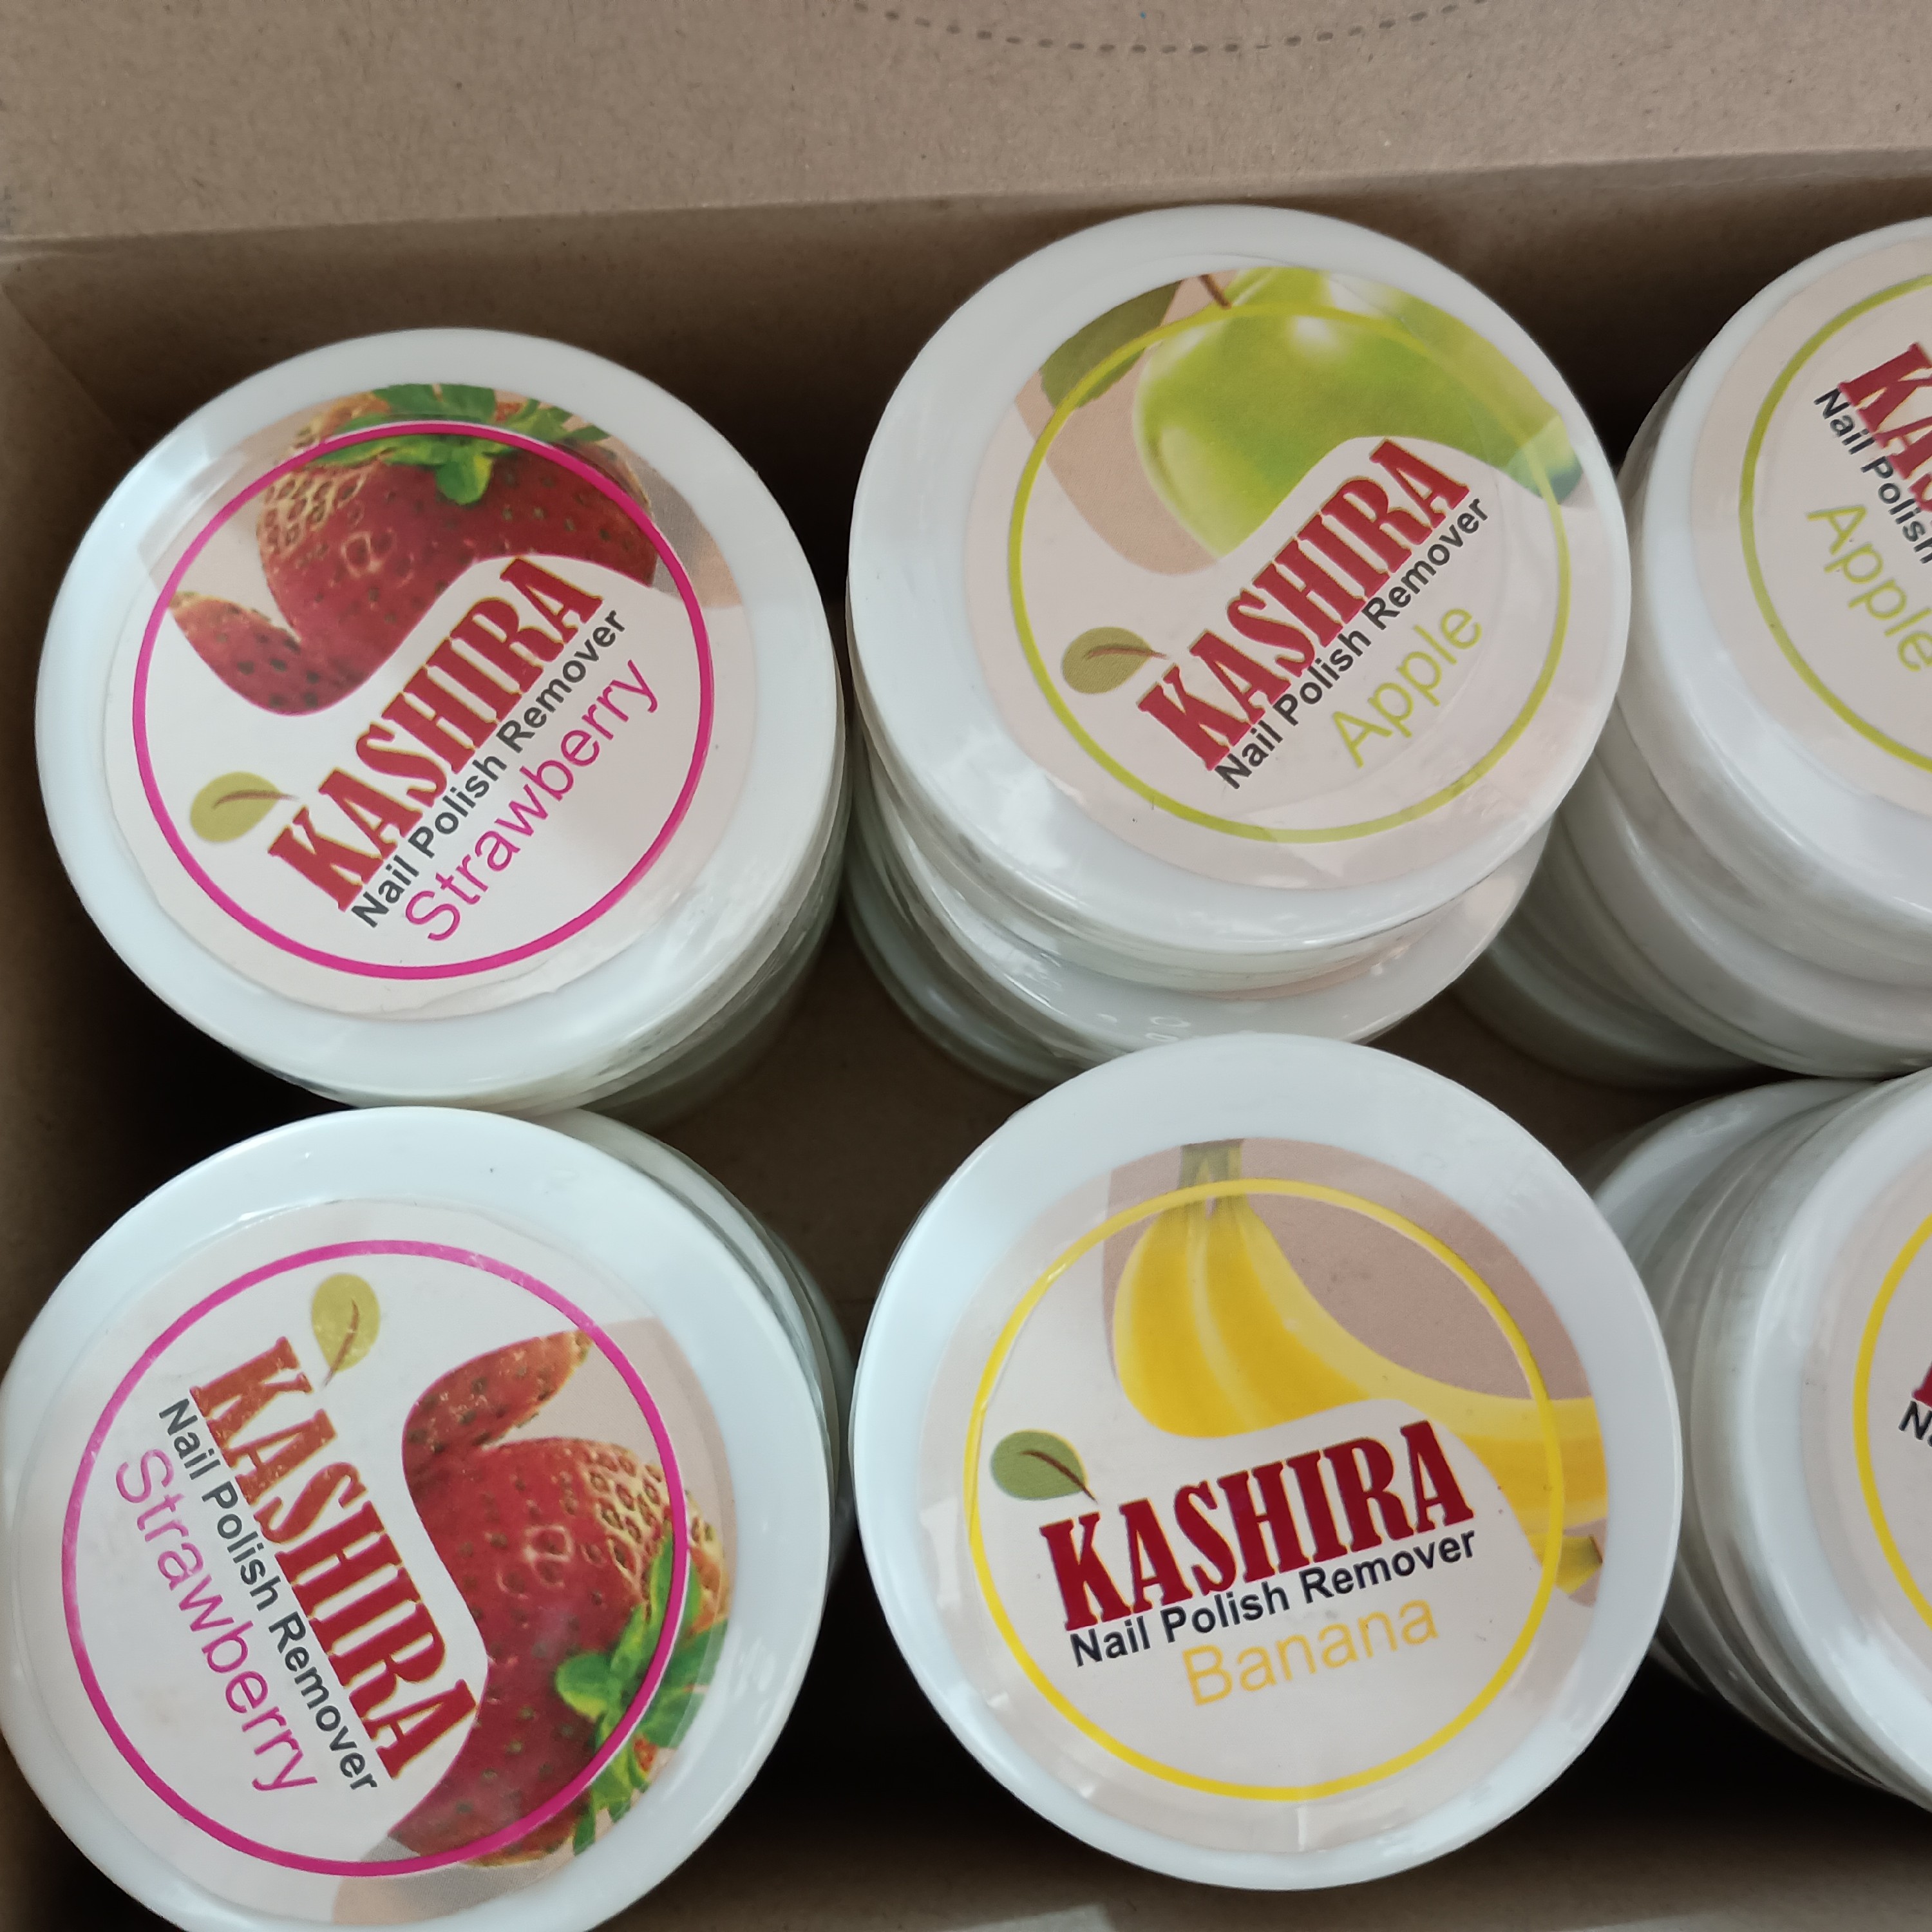 KASHIRA
Nail Polish Remover
Strawberry
KASHIRA
Nail Polish Remover
Apple
Nail Polish
Apple
KASHIRA
Nail Polish Remover
Strawberry
KASHIRA
Nail Polish Remover
Banana